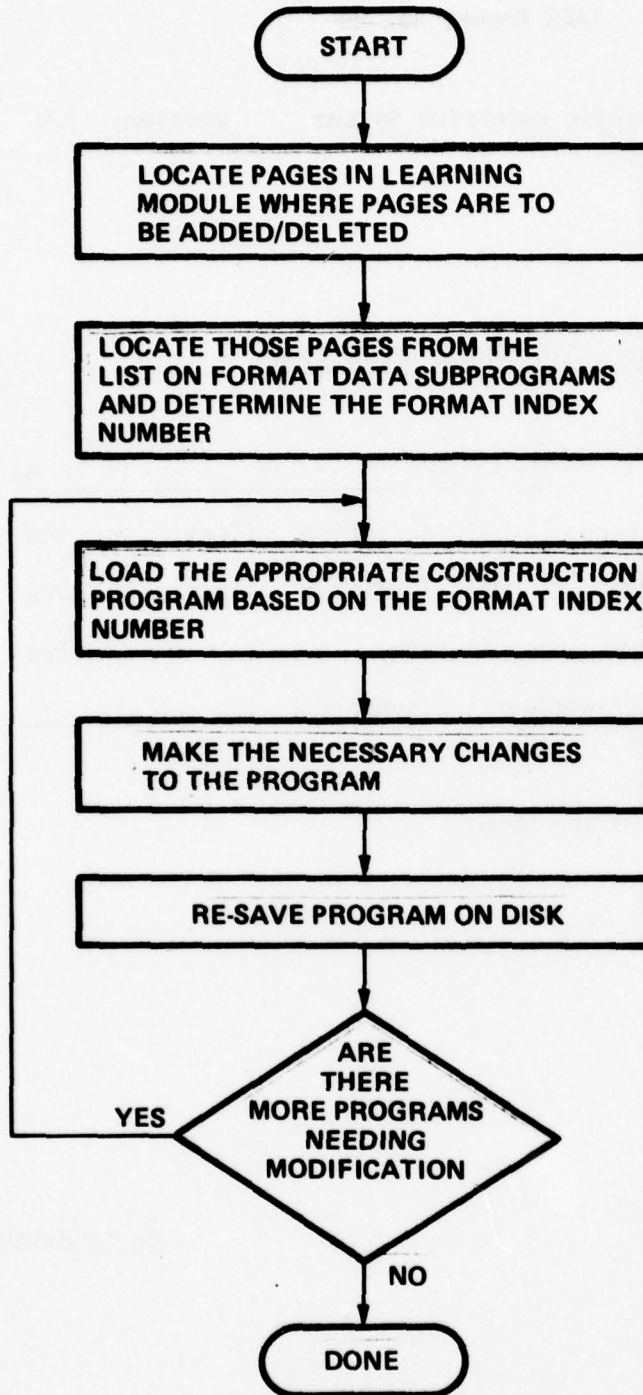 START
LOCATE PAGES IN LEARNING
MODULE WHERE PAGES ARE TO
BE ADDED/DELETED
LOCATE THOSE PAGES FROM THE
LIST ON FORMAT DATA SUBPROGRAMS
AND DETERMINE THE FORMAT INDEX
NUMBER
LOAD THE APPROPRIATE CONSTRUCTION
PROGRAM BASED ON THE FORMAT INDEX
NUMBER
MAKE THE NECESSARY CHANGES
TO THE PROGRAM
RE-SAVE PROGRAM ON DISK
ARE
THERE
MORE PROGRAMS
NEEDING
MODIFICATION
YES
NO
DONE